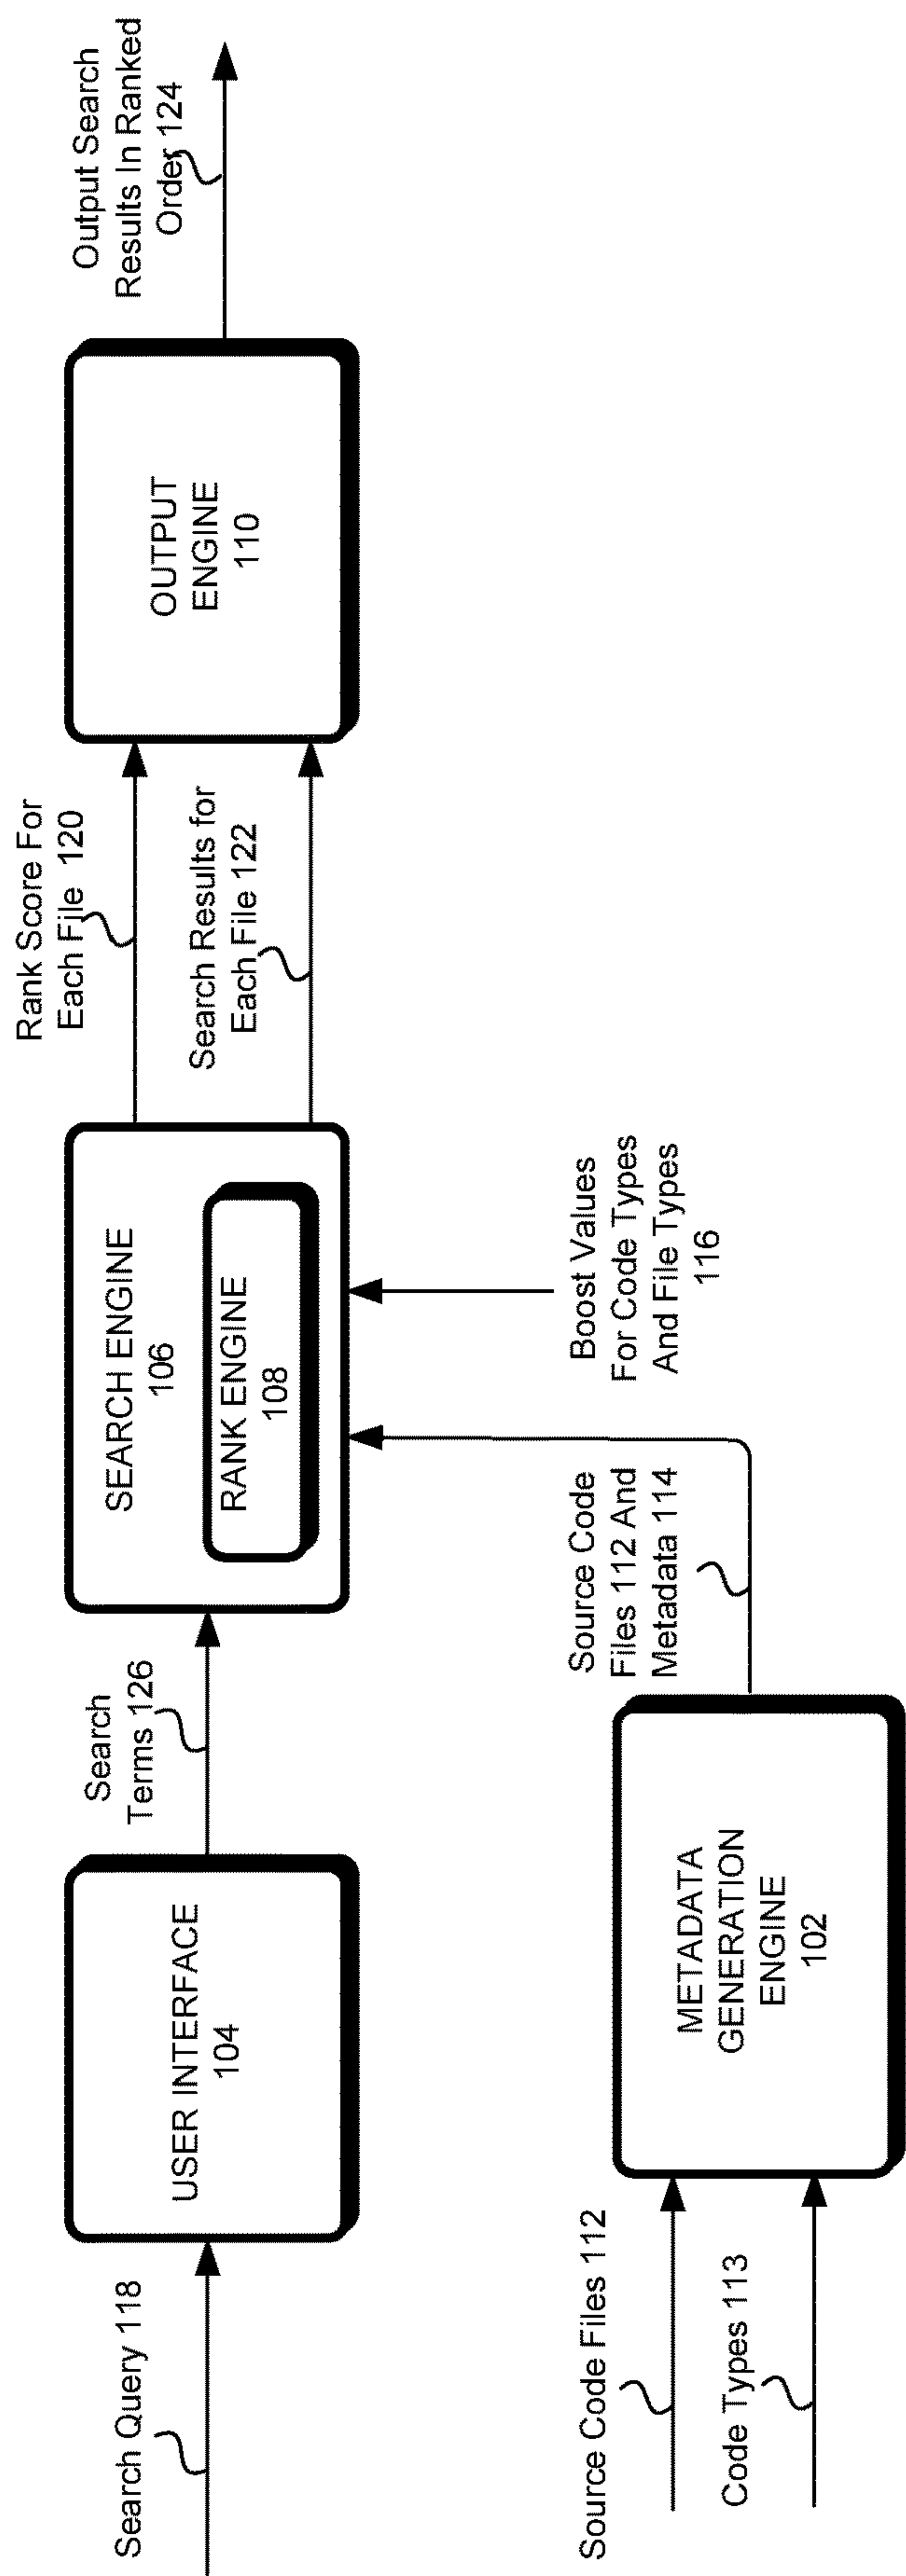 Search Query 118
USER INTERFACE
104
Search
Terms 126
SEARCH ENGINE
106
RANK ENGINE
108
Rank Score For
Each File 120
Search Results for
Each File 122
OUTPUT
ENGINE
110
Output Search
Results In Ranked
Order 124
Source Code Files 112
Code Types 113
METADATA
GENERATION
ENGINE
102
Source Code
Files 112 And
Metadata 114
Boost Values
For Code Types
And File Types
116